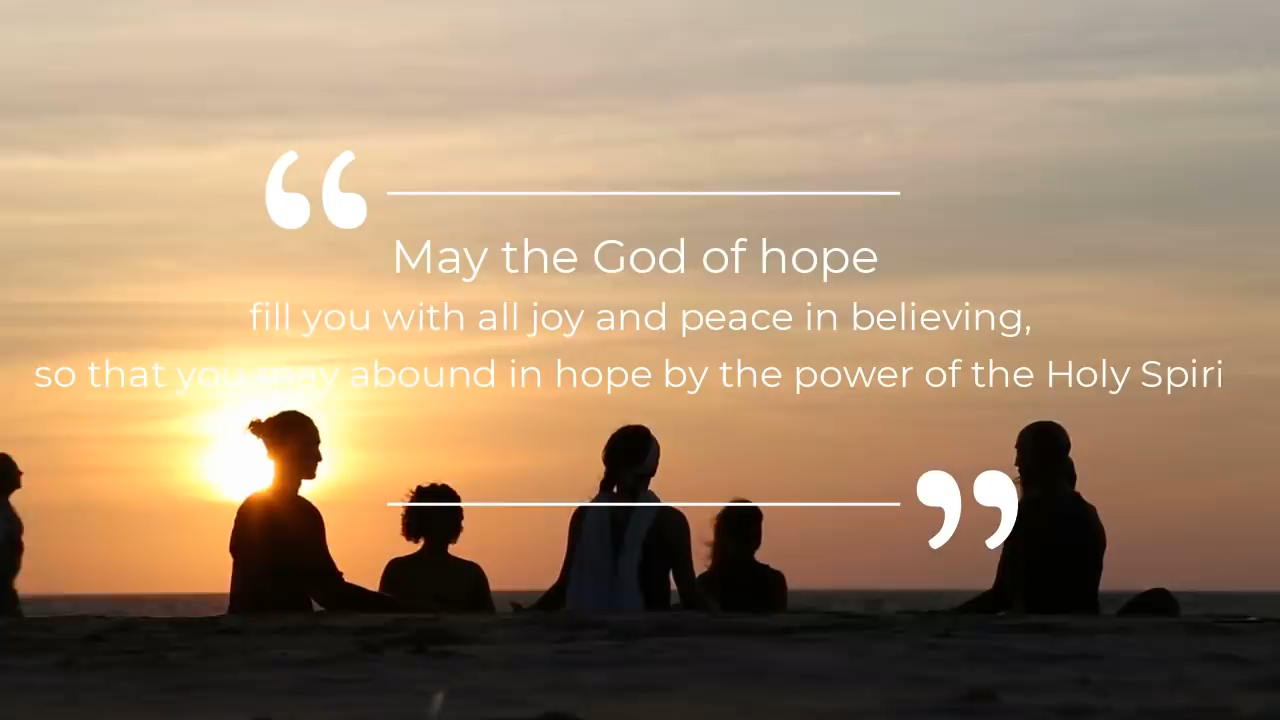 “
May the God of hope
fill you with all joy and peace in believing,
so that you may abound in hope by the power of the Holy Spiri
”